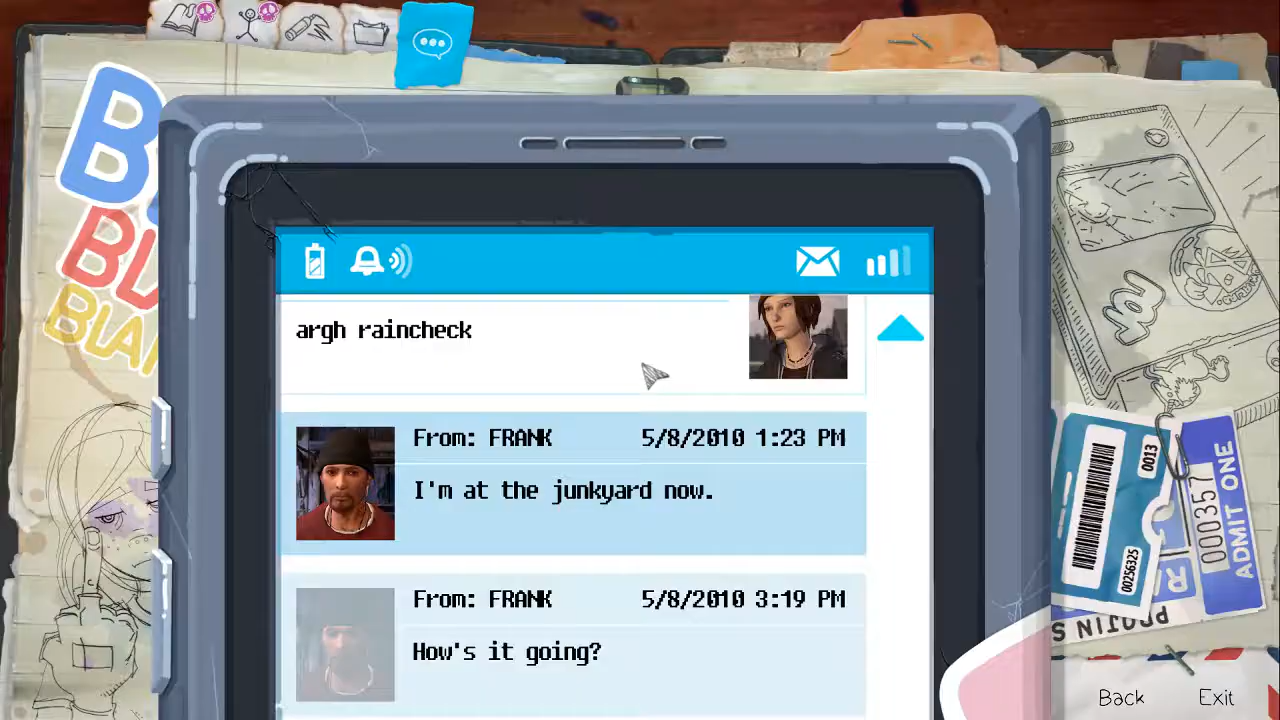 argh raincheck
From: FRANK 5/8/2010 1:23 PM
I'm at the junkyard now.
From: FRANK 5/8/2010 3:19 PM
How's it going?
0013
00256325
000357
ADMIT ONE
Back Exit